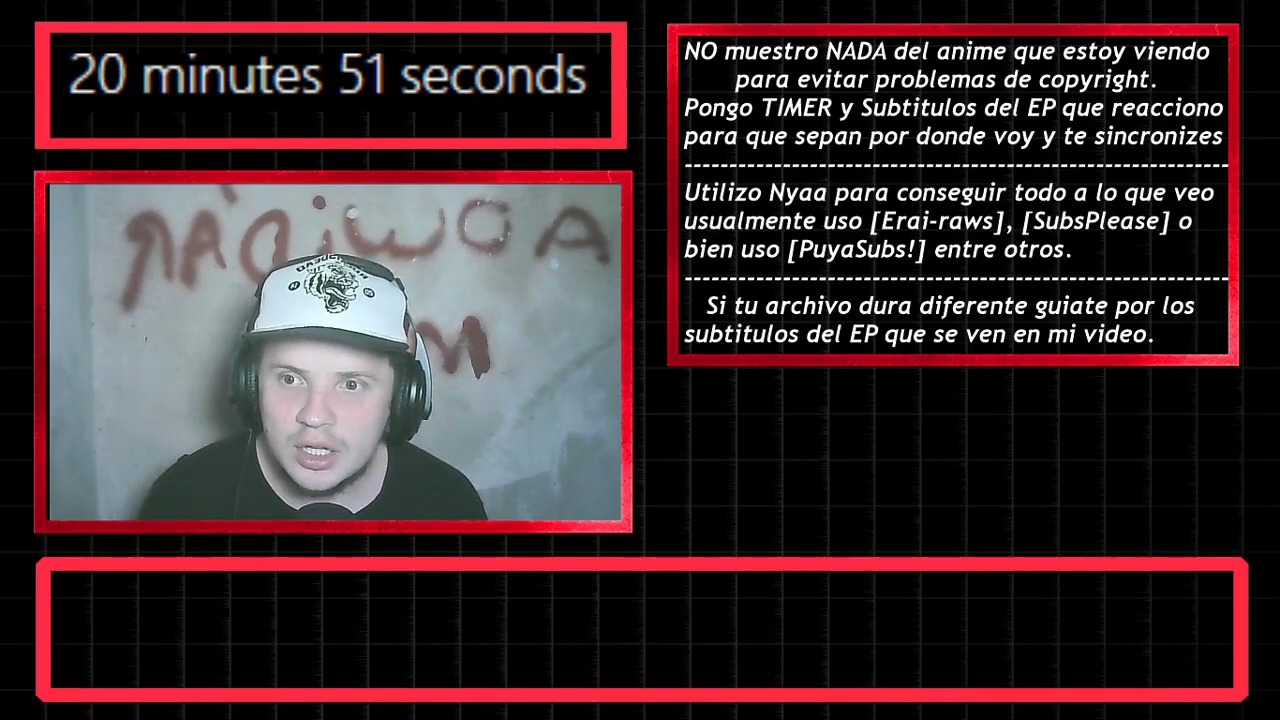 20 minutes 51 seconds
NO muestro NADA del anime que estoy viendo
para evitar problemas de copyright.
Pongo TIMER y Subtitulos del EP que reacciono
para que sepan por donde voy y te sincronizes
--------------------------------------------------
Utilizo Nyaa para conseguir todo a lo que veo
usualmente uso [Erai-raws], [SubsPlease] o
bien uso [PuyaSubs!] entre otros.
--------------------------------------------------
Si tu archivo dura diferente guiate por los
subtitulos del EP que se ven en mi video.